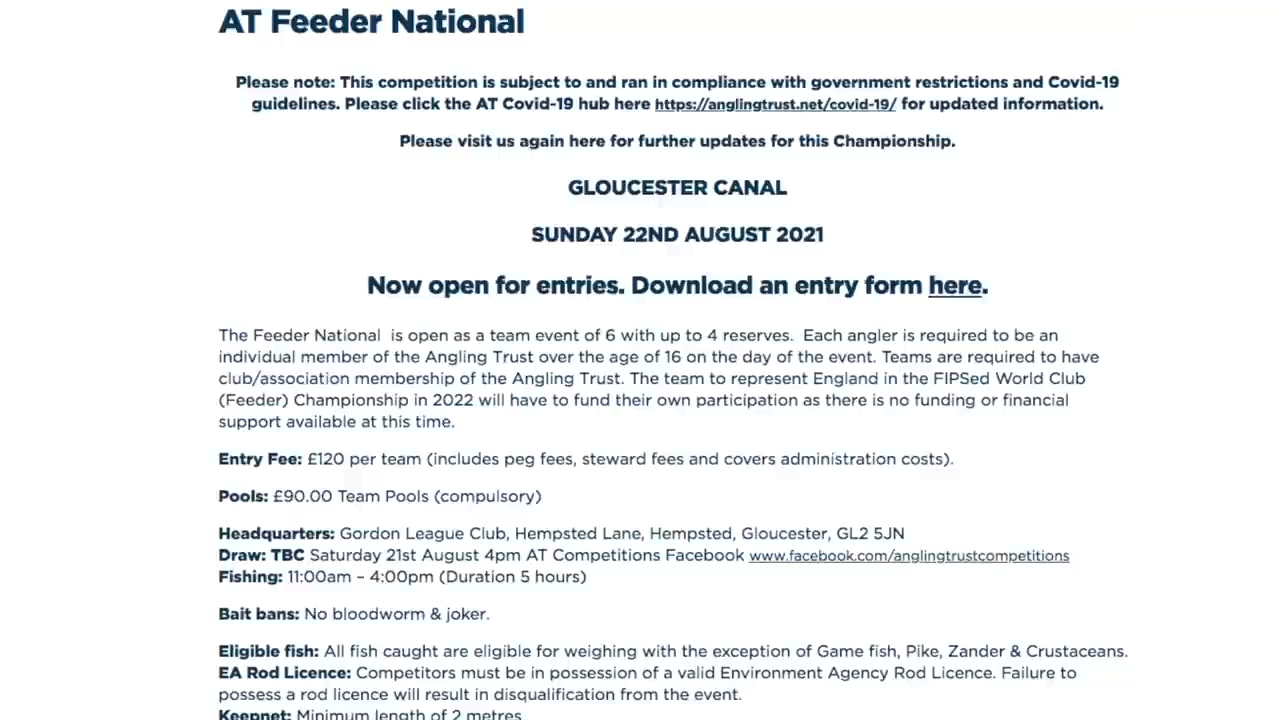 AT Feeder National
Please note: This competition is subject to and ran in compliance with government restrictions and Covid-19
guidelines. Please click the AT Covid-19 hub here https://anglingtrust.net/covid-19/ for updated information.
Please visit us again here for further updates for this Championship.
GLOUCESTER CANAL
SUNDAY 22ND AUGUST 2021
Now open for entries. Download an entry form here.
The Feeder National is open as a team event of 6 with up to 4 reserves. Each angler is required to be an
individual member of the Angling Trust over the age of 16 on the day of the event. Teams are required to have
club/association membership of the Angling Trust. The team to represent England in the FIPSed World Club
(Feeder) Championship in 2022 will have to fund their own participation as there is no funding or financial
support available at this time.
Entry Fee: £120 per team (includes peg fees, steward fees and covers administration costs).
Pools: £90.00 Team Pools (compulsory)
Headquarters: Gordon League Club, Hempsted Lane, Hempsted, Gloucester, GL2 5JN
Draw: TBC Saturday 21st August 4pm AT Competitions Facebook www.facebook.com/anglingtrustcompetitions
Fishing: 11:00am – 4:00pm (Duration 5 hours)
Bait bans: No bloodworm & joker.
Eligible fish: All fish caught are eligible for weighing with the exception of Game fish, Pike, Zander & Crustaceans.
EA Rod Licence: Competitors must be in possession of a valid Environment Agency Rod Licence. Failure to
possess a rod licence will result in disqualification from the event.
Keepnet: Minimum length of 2 metres